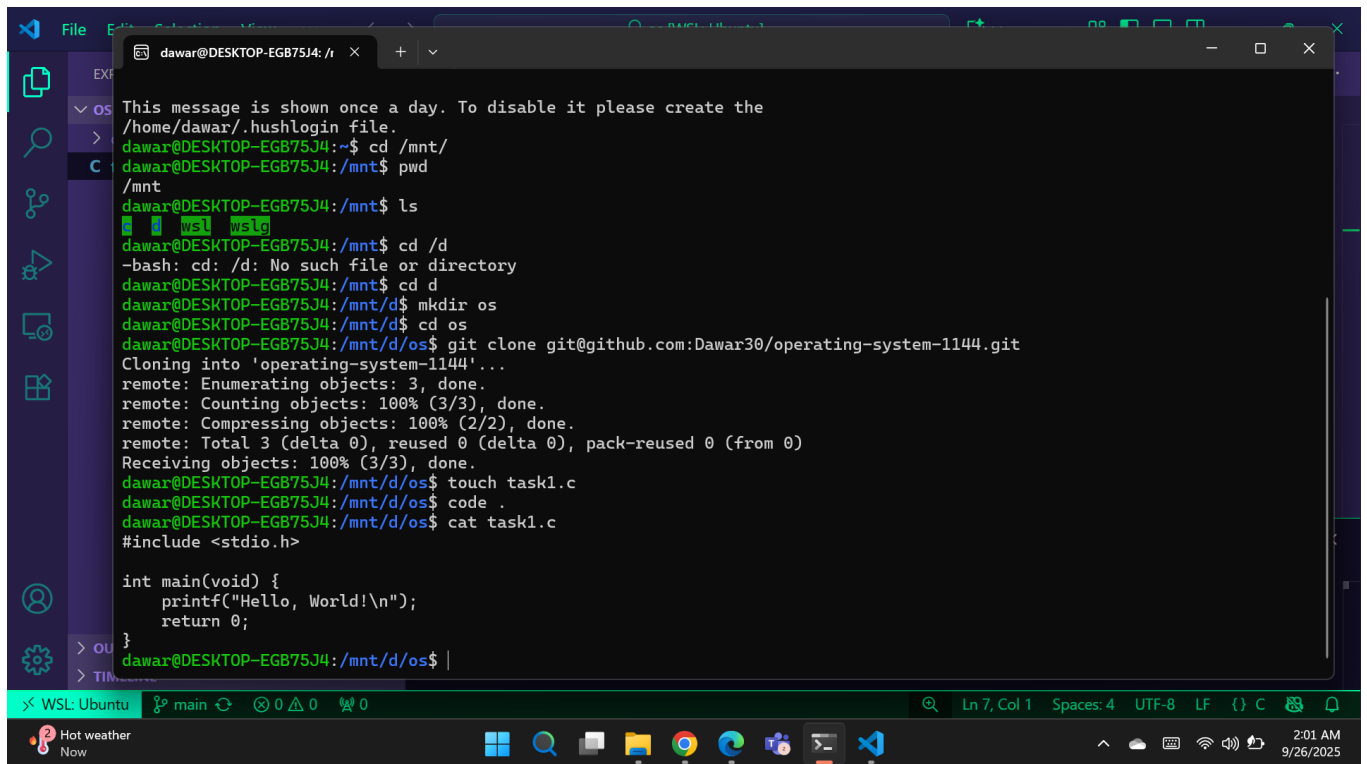 File
dawar@DESKTOP-EGB75J4: /
This message is shown once a day. To disable it please create the
/home/dawar/.hushlogin file.
dawar@DESKTOP-EGB75J4:~$ cd /mnt/
dawar@DESKTOP-EGB75J4:/mnt$ pwd
/mnt
dawar@DESKTOP-EGB75J4:/mnt$ ls
c d wsl wslg
dawar@DESKTOP-EGB75J4:/mnt$ cd /d
-bash: cd: /d: No such file or directory
dawar@DESKTOP-EGB75J4:/mnt$ cd d
dawar@DESKTOP-EGB75J4:/mnt/d$ mkdir os
dawar@DESKTOP-EGB75J4:/mnt/d$ cd os
dawar@DESKTOP-EGB75J4:/mnt/d/os$ git clone git@github.com:Dawar30/operating-system-1144.git
Cloning into 'operating-system-1144'...
remote: Enumerating objects: 3, done.
remote: Counting objects: 100% (3/3), done.
remote: Compressing objects: 100% (2/2), done.
remote: Total 3 (delta 0), reused 0 (delta 0), pack-reused 0 (from 0)
Receiving objects: 100% (3/3), done.
dawar@DESKTOP-EGB75J4:/mnt/d/os$ touch task1.c
dawar@DESKTOP-EGB75J4:/mnt/d/os$ code .
dawar@DESKTOP-EGB75J4:/mnt/d/os$ cat task1.c
#include <stdio.h>
int main(void) {
    printf("Hello, World!\n");
    return 0;
}
dawar@DESKTOP-EGB75J4:/mnt/d/os$
WSL: Ubuntu main 0 0 0 Ln 7, Col 1 Spaces: 4 UTF-8 LF {} C
2 Hot weather
Now
2:01 AM
9/26/2025